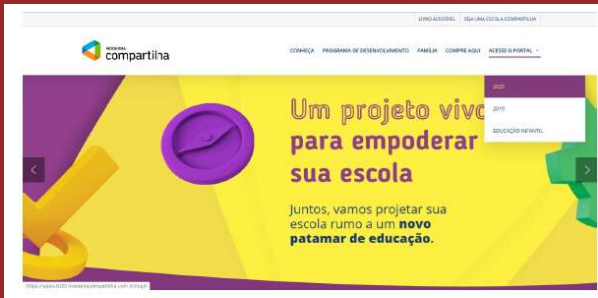 LIVRO ACESSÍVEL SEJA UMA ESCOLA COMPARTILHA
MODERNA
compartilha
CONHEÇA PROGRAMA DE DESENVOLVIMENTO FAMÍLIA COMPRE AQUI ACESSE O PORTAL
2020
2019
EDUCAÇÃO INFANTIL
Um projeto vivo
para empoderar
sua escola
Juntos, vamos projetar sua
escola rumo a um novo
patamar de educação.